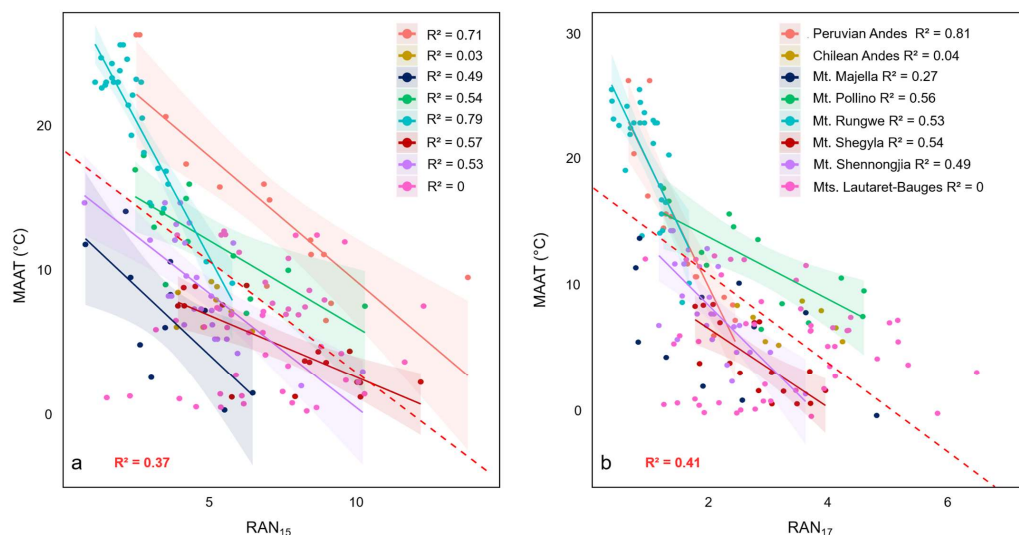 R² = 0.71
R² = 0.03
R² = 0.49
R² = 0.54
R² = 0.79
R² = 0.57
R² = 0.53
R² = 0
MAAT (°C)
20
10
0
a
R² = 0.37
5
10
RAN₁₅
Peruvian Andes R² = 0.81
Chilean Andes R² = 0.04
Mt. Majella R² = 0.27
Mt. Pollino R² = 0.56
Mt. Rungwe R² = 0.53
Mt. Shegyla R² = 0.54
Mt. Shennongjia R² = 0.49
Mts. Lautaret-Bauges R² = 0
MAAT (°C)
30
20
10
0
b
R² = 0.41
2
4
6
RAN₁₇